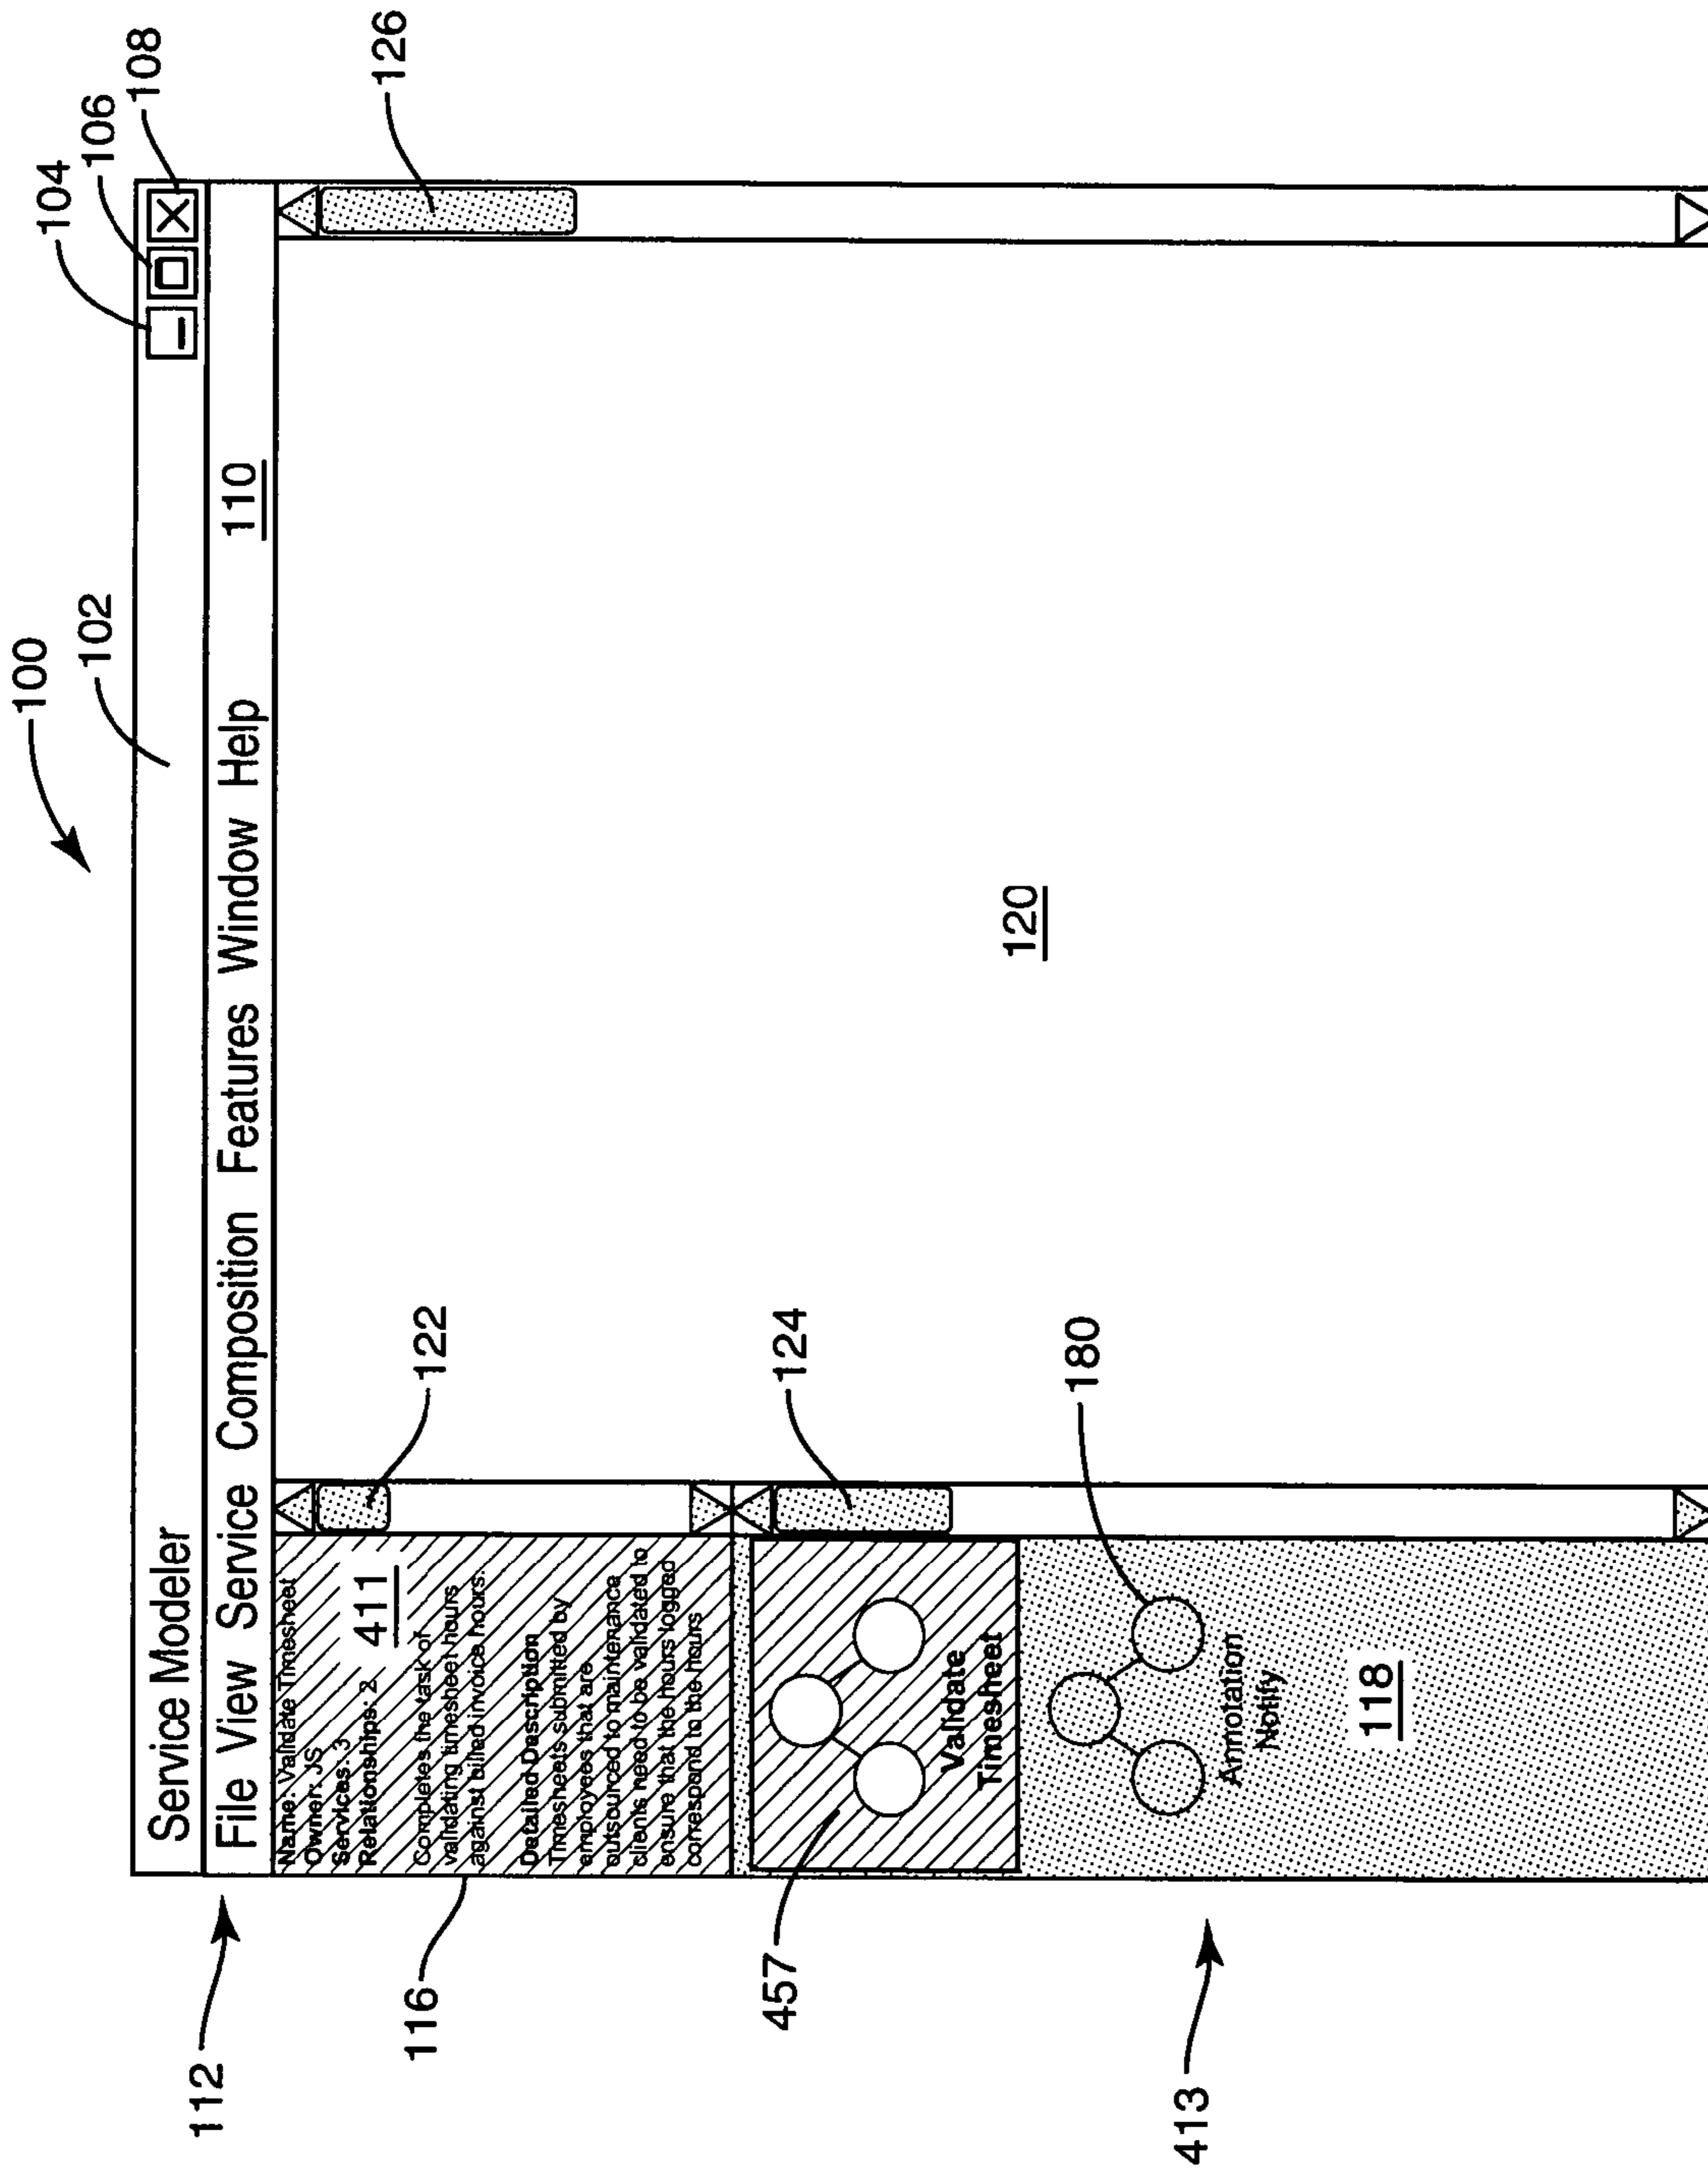 100
102
104
106
108
Service Modeler
112
File View Service Composition Features Window Help 110
126
Name: Validate Timesheet
Owner: JS
Services: 3
Relationships: 2
411
Completes the task of
validating timesheet hours
against billed invoice hours.
Detailed Description
Timesheets submitted by
employees that are
outsourced to maintenance
clients need to be validated to
ensure that the hours logged
correspond to the hours
116
122
124
457
Validate
Timesheet
120
180
Annotation
Notify
118
413